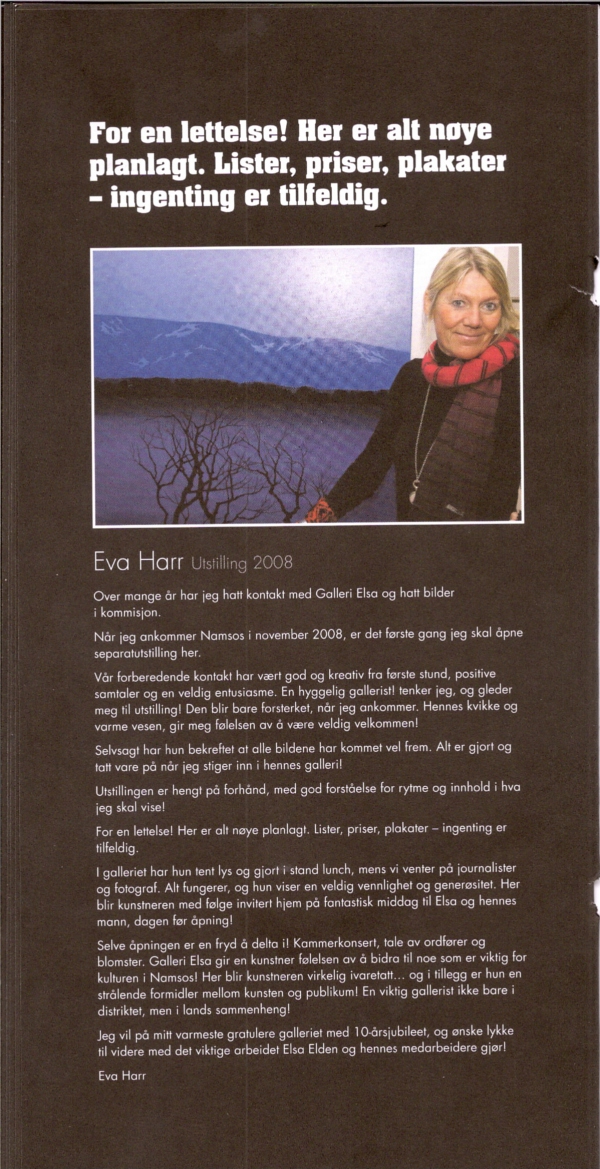 For en lettelse! Her er alt nøye
planlagt. Lister, priser, plakater
– ingenting er tilfeldig.
Eva Harr Utstilling 2008
Over mange år har jeg hatt kontakt med Galleri Elsa og hatt bilder
i kommisjon.
Når jeg ankommer Namsos i november 2008, er det første gang jeg skal åpne
separatutstilling her.
Vår forberedende kontakt har vært god og kreativ fra første stund, positive
samtaler og en veldig entusiasme. En hyggelig gallerist! tenker jeg, og gleder
meg til utstilling! Den blir bare forsterket, når jeg ankommer. Hennes kvikke og
varme vesen, gir meg følelsen av å være veldig velkommen!
Selvsagt har hun bekreftet at alle bildene har kommet vel frem. Alt er gjort og
tatt vare på når jeg stiger inn i hennes galleri!
Utstillingen er hengt på forhånd, med god forståelse for rytme og innhold i hva
jeg skal vise!
For en lettelse! Her er alt nøye planlagt. Lister, priser, plakater – ingenting er
tilfeldig.
I galleriet har hun tent lys og gjort i stand lunch, mens vi venter på journalister
og fotograf. Alt fungerer, og hun viser en veldig vennlighet og generøsitet. Her
blir kunstneren med følge invitert hjem på fantastisk middag til Elsa og hennes
mann, dagen før åpning!
Selve åpningen er en fryd å delta i! Kammerkonsert, tale av ordfører og
blomster. Galleri Elsa gir en kunstner følelsen av å bidra til noe som er viktig for
kulturen i Namsos! Her blir kunstneren virkelig ivaretatt... og i tillegg er hun en
strålende formidler mellom kunsten og publikum! En viktig gallerist ikke bare i
distriktet, men i lands sammenheng!
Jeg vil på mitt varmeste gratulere galleriet med 10-årsjubileet, og ønske lykke
til videre med det viktige arbeidet Elsa Elden og hennes medarbeidere gjør!
Eva Harr